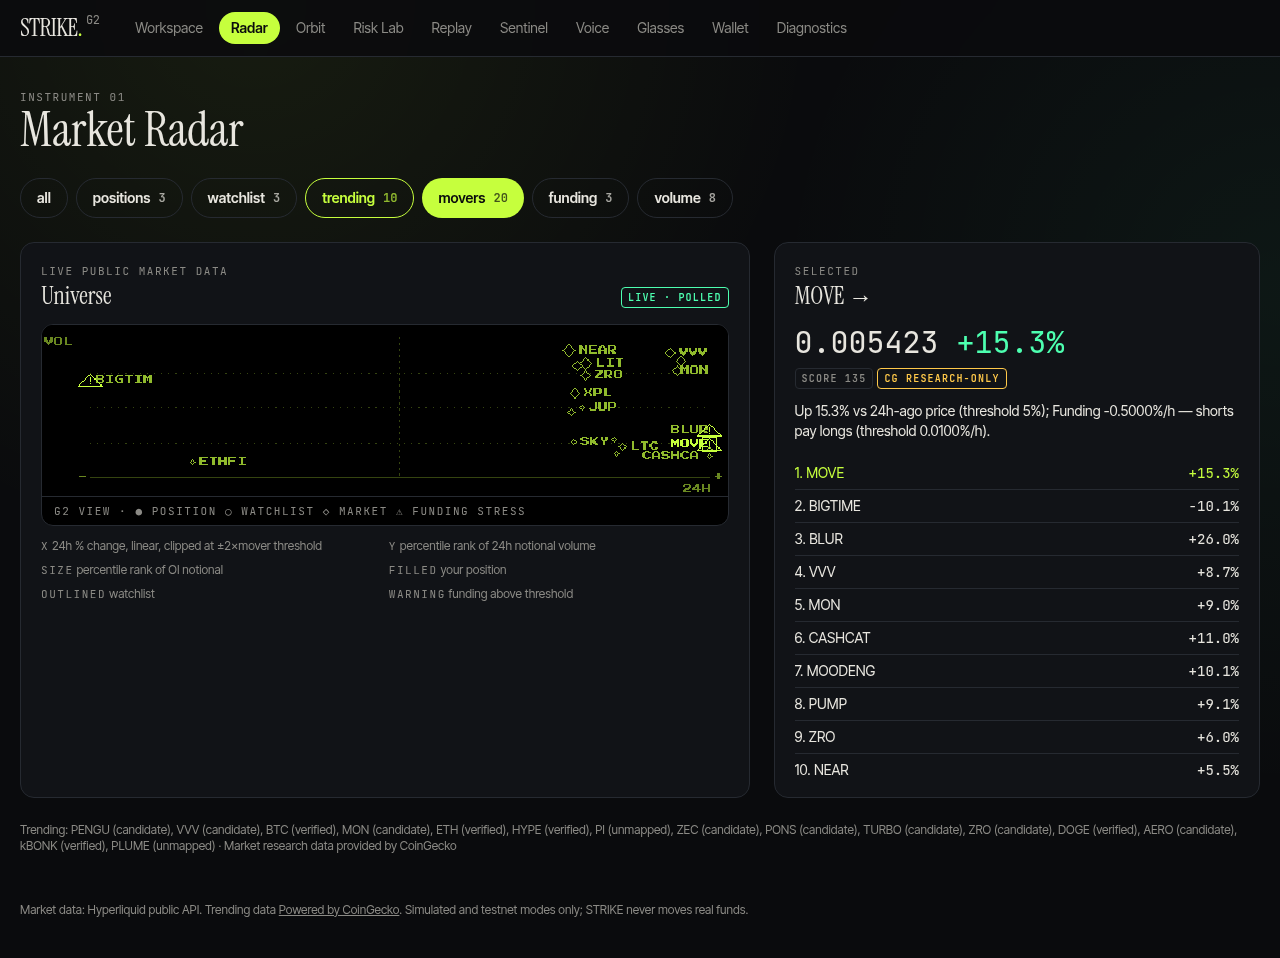 STRIKE. G2 Workspace Radar Orbit Risk Lab Replay Sentinel Voice Glasses Wallet Diagnostics
INSTRUMENT 01
Market Radar
all positions 3 watchlist 3 trending 10 movers 20 funding 3 volume 8
LIVE PUBLIC MARKET DATA
Universe
LIVE · POLLED
VOL
NEAR VVV
LIT
MON
ZRO
BIGTIM
XPL
JUP
BLUR
SKY LTC MOVE
CASHCA
ETHFI
− +
24H
G2 VIEW · ● POSITION ○ WATCHLIST ◇ MARKET ⚠ FUNDING STRESS
X 24h % change, linear, clipped at ±2×mover threshold
Y percentile rank of 24h notional volume
SIZE percentile rank of OI notional
FILLED your position
OUTLINED watchlist
WARNING funding above threshold
SELECTED
MOVE →
0.005423 +15.3%
SCORE 135 CG RESEARCH-ONLY
Up 15.3% vs 24h-ago price (threshold 5%); Funding -0.5000%/h — shorts
pay longs (threshold 0.0100%/h).
1. MOVE +15.3%
2. BIGTIME -10.1%
3. BLUR +26.0%
4. VVV +8.7%
5. MON +9.0%
6. CASHCAT +11.0%
7. MOODENG +10.1%
8. PUMP +9.1%
9. ZRO +6.0%
10. NEAR +5.5%
Trending: PENGU (candidate), VVV (candidate), BTC (verified), MON (candidate), ETH (verified), HYPE (verified), PI (unmapped), ZEC (candidate), PONS (candidate), TURBO (candidate), ZRO (candidate), DOGE (verified), AERO (candidate),
kBONK (verified), PLUME (unmapped) · Market research data provided by CoinGecko
Market data: Hyperliquid public API. Trending data Powered by CoinGecko. Simulated and testnet modes only; STRIKE never moves real funds.